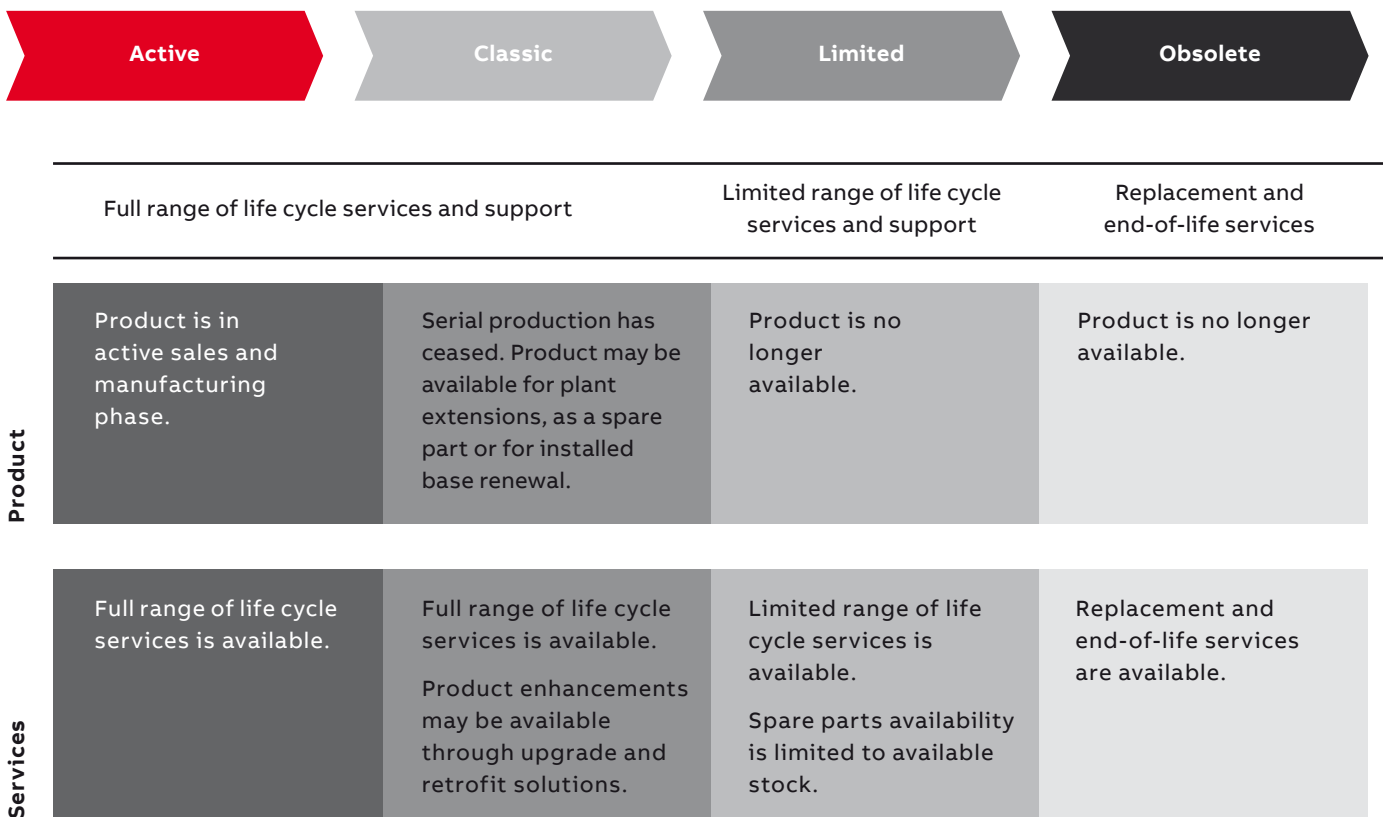 Active
Classic
Limited
Obsolete
Full range of life cycle services and support
Limited range of life cycle
services and support
Replacement and
end-of-life services
Product
Product is in
active sales and
manufacturing
phase.
Serial production has
ceased. Product may be
available for plant
extensions, as a spare
part or for installed
base renewal.
Product is no
longer
available.
Product is no longer
available.
Services
Full range of life cycle
services is available.
Full range of life cycle
services is available.
Product enhancements
may be available
through upgrade and
retrofit solutions.
Limited range of life
cycle services is
available.
Spare parts availability
is limited to available
stock.
Replacement and
end-of-life services
are available.